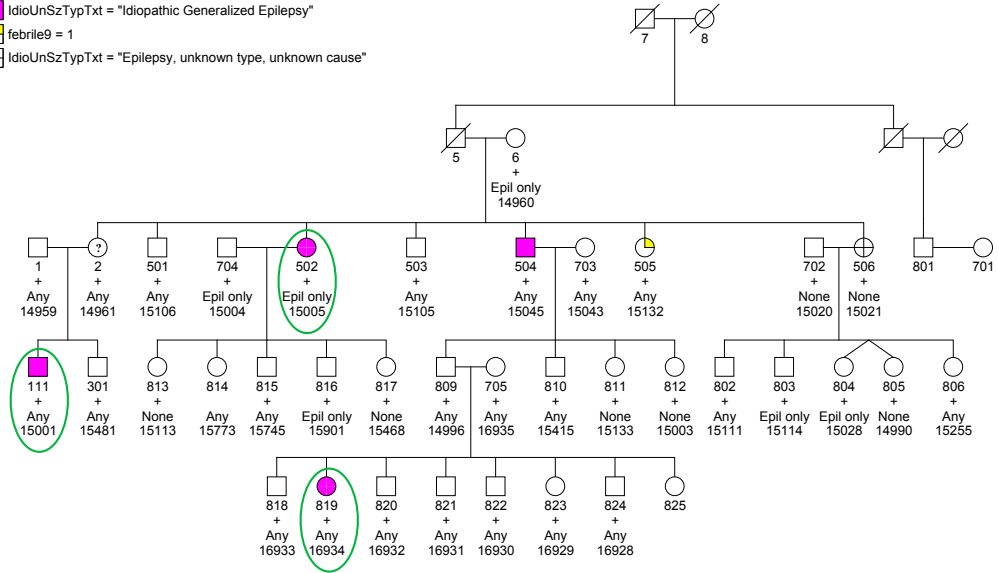 IdioUnSzTypTxt = "Idiopathic Generalized Epilepsy"
febrile9 = 1
IdioUnSzTypTxt = "Epilepsy, unknown type, unknown cause"
7 8
5 6
+
Epil only
14960
?
1 2 501 704 502 503 504 703 505 702 506 801 701
+ + + + + + + + + + +
Any Any Any Epil only Epil only Any Any Any Any None None
14959 14961 15106 15004 15005 15105 15045 15043 15132 15020 15021
111 301 813 814 815 816 817 809 705 810 811 812 802 803 804 805 806
+ + + + + + + + + + + + + + + +
Any Any None Any Any Epil only None Any Any Any None None Any Epil only Epil only None Any
15001 15481 15113 15773 15745 15901 15468 14996 16935 15415 15133 15003 15111 15114 15028 14990 15255
818 819 820 821 822 823 824 825
+ + + + + + +
Any Any Any Any Any Any Any
16933 16934 16932 16931 16930 16929 16928